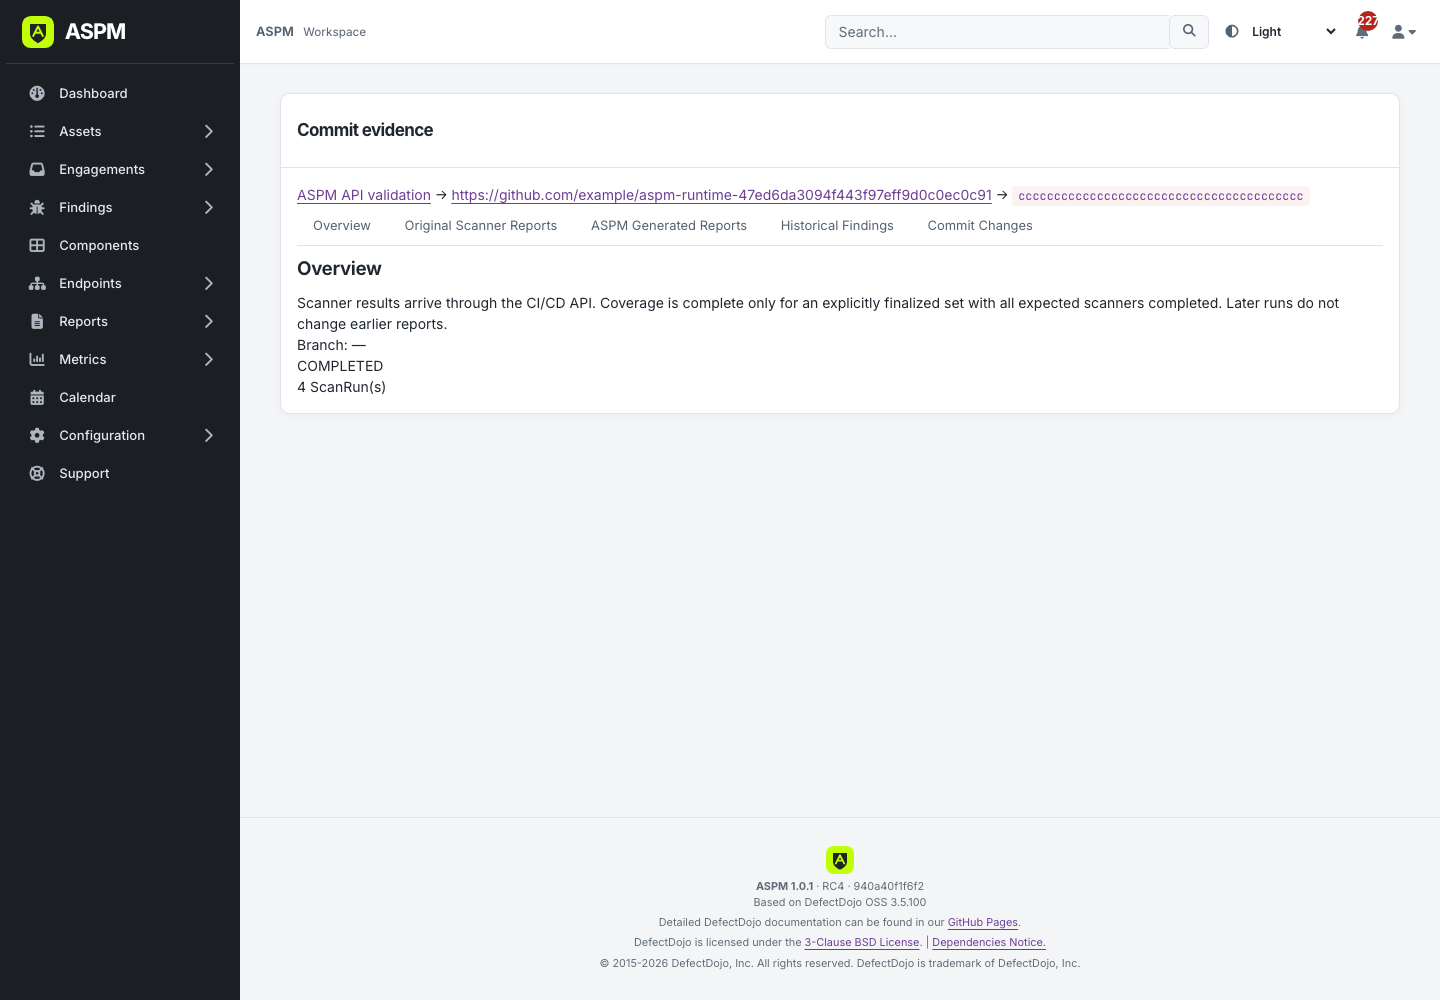 ASPM
ASPM Workspace
Search...
Light
227
Dashboard
Assets
Engagements
Findings
Components
Endpoints
Reports
Metrics
Calendar
Configuration
Support
Commit evidence
ASPM API validation → https://github.com/example/aspm-runtime-47ed6da3094f443f97eff9d0c0ec0c91 → cccccccccccccccccccccccccccccccccccccccc
Overview Original Scanner Reports ASPM Generated Reports Historical Findings Commit Changes
Overview
Scanner results arrive through the CI/CD API. Coverage is complete only for an explicitly finalized set with all expected scanners completed. Later runs do not
change earlier reports.
Branch: —
COMPLETED
4 ScanRun(s)
ASPM 1.0.1 · RC4 · 940a40f1f6f2
Based on DefectDojo OSS 3.5.100
Detailed DefectDojo documentation can be found in our GitHub Pages.
DefectDojo is licensed under the 3-Clause BSD License. | Dependencies Notice.
© 2015-2026 DefectDojo, Inc. All rights reserved. DefectDojo is trademark of DefectDojo, Inc.